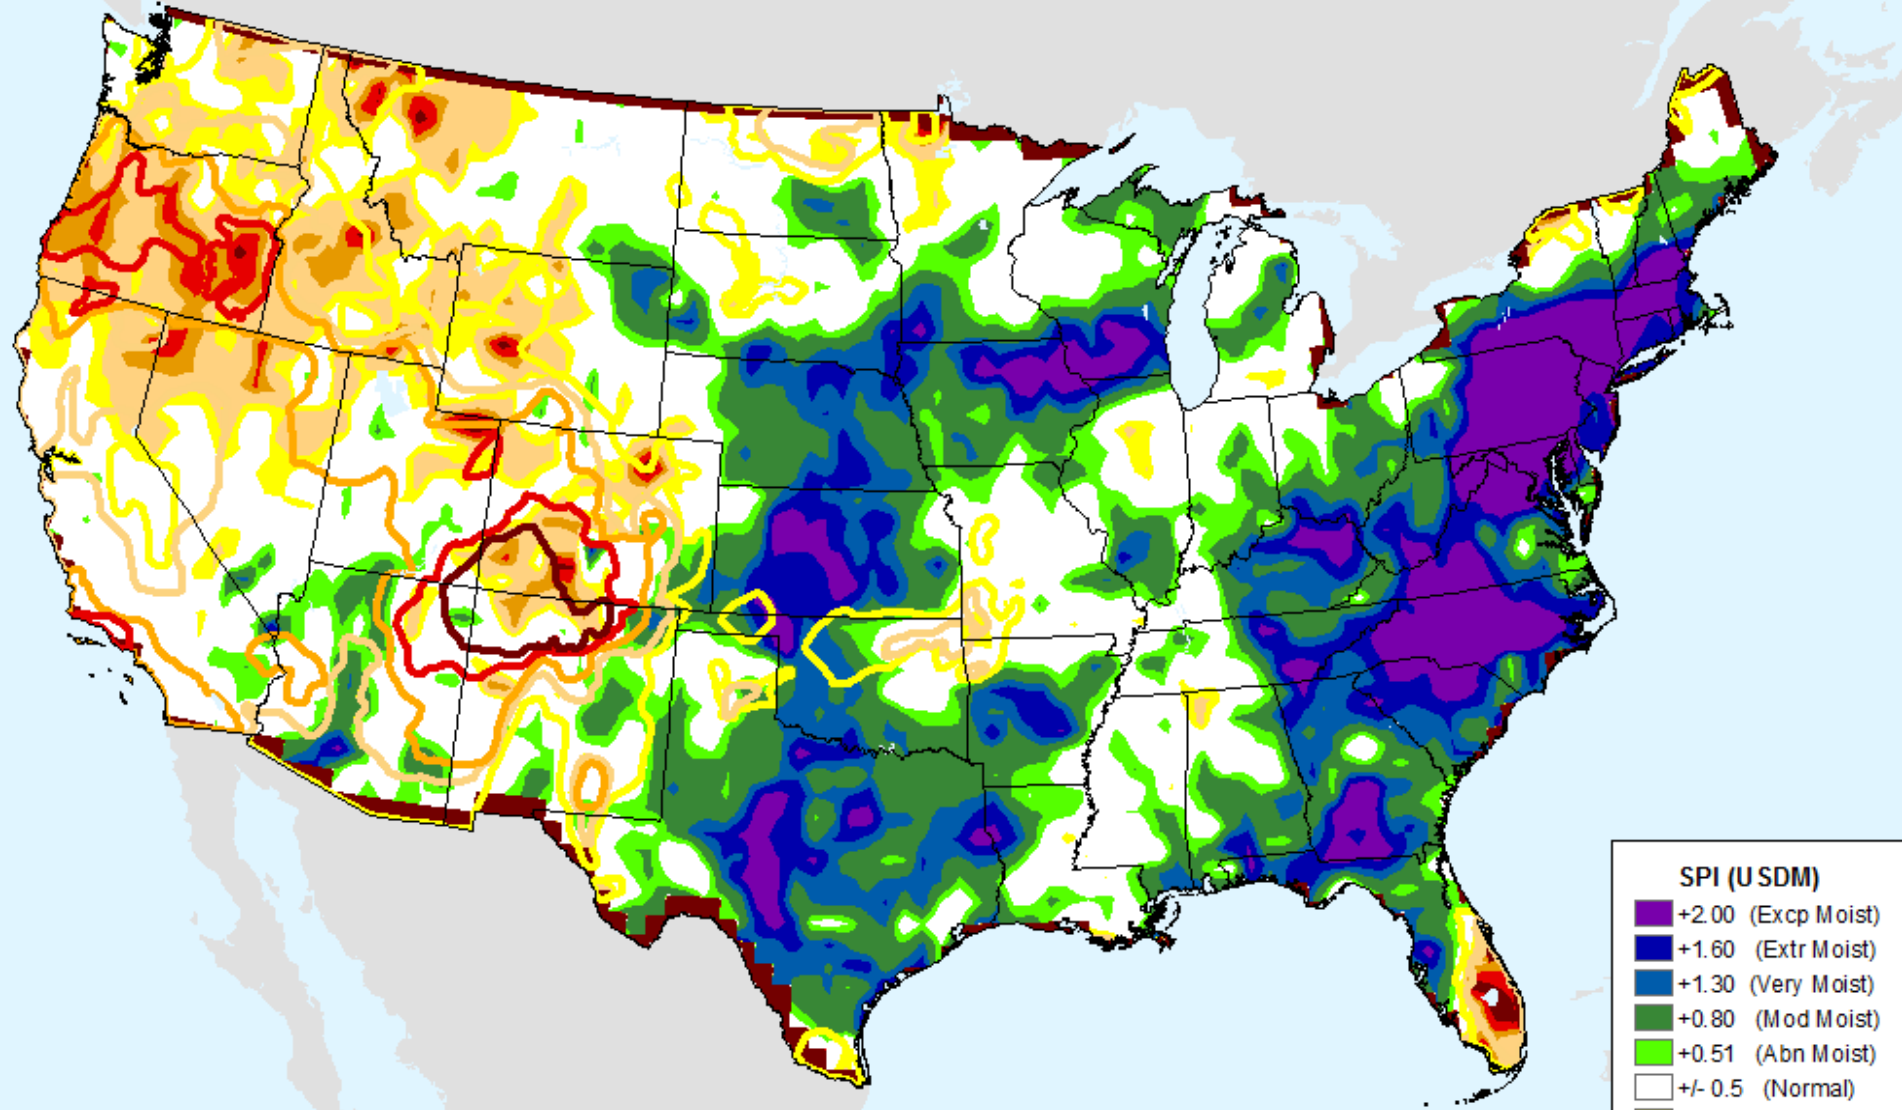 SPI (USDM)
+2.00 (Excp Moist)
+1.60 (Extr Moist)
+1.30 (Very Moist)
+0.80 (Mod Moist)
+0.51 (Abn Moist)
+/- 0.5 (Normal)